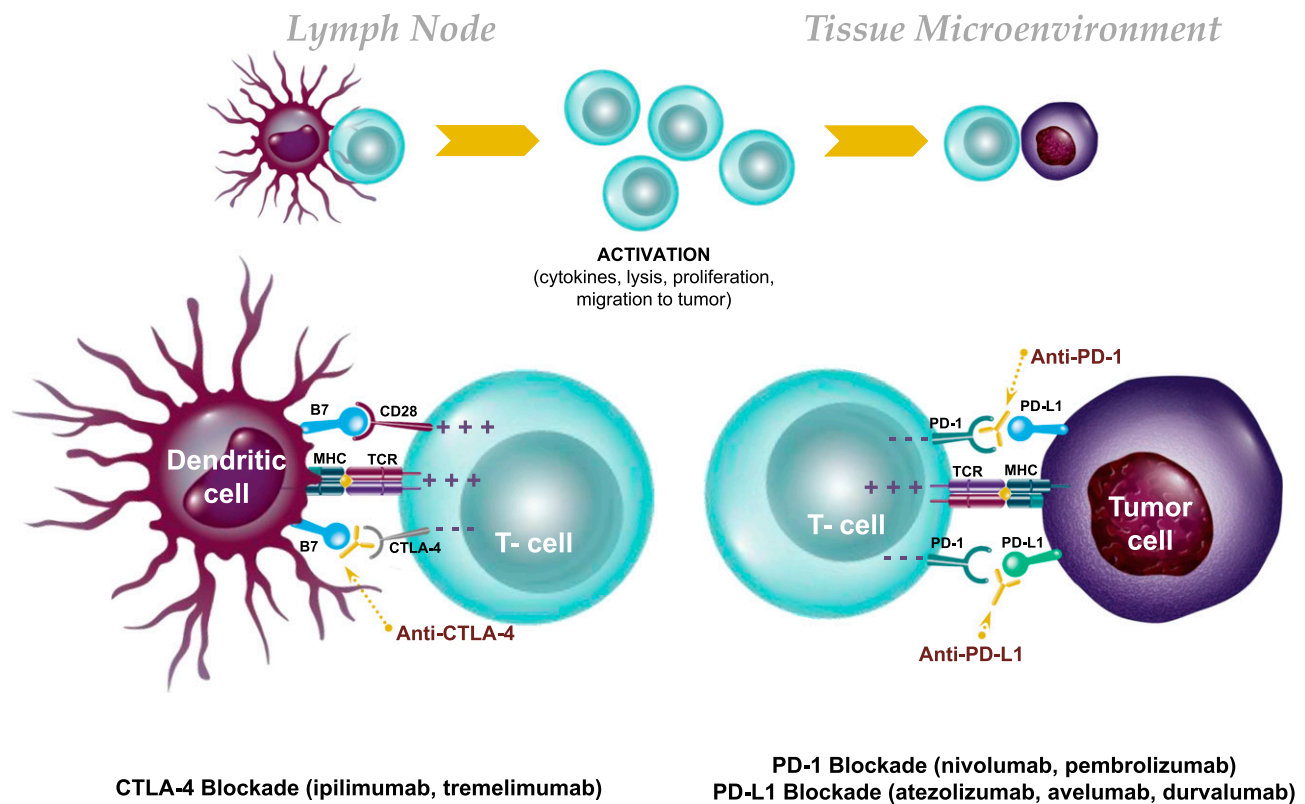 Lymph Node
Tissue Microenvironment
ACTIVATION
(cytokines, lysis, proliferation,
migration to tumor)
B7
CD28
+ + +
MHC
TCR
+ + +
Dendritic
cell
B7
CTLA-4
- - -
T- cell
Anti-CTLA-4
Anti-PD-1
PD-1
PD-L1
- - -
TCR
MHC
+ + +
T- cell
Tumor
cell
PD-1
PD-L1
- - -
Anti-PD-L1
CTLA-4 Blockade (ipilimumab, tremelimumab)
PD-1 Blockade (nivolumab, pembrolizumab)
PD-L1 Blockade (atezolizumab, avelumab, durvalumab)